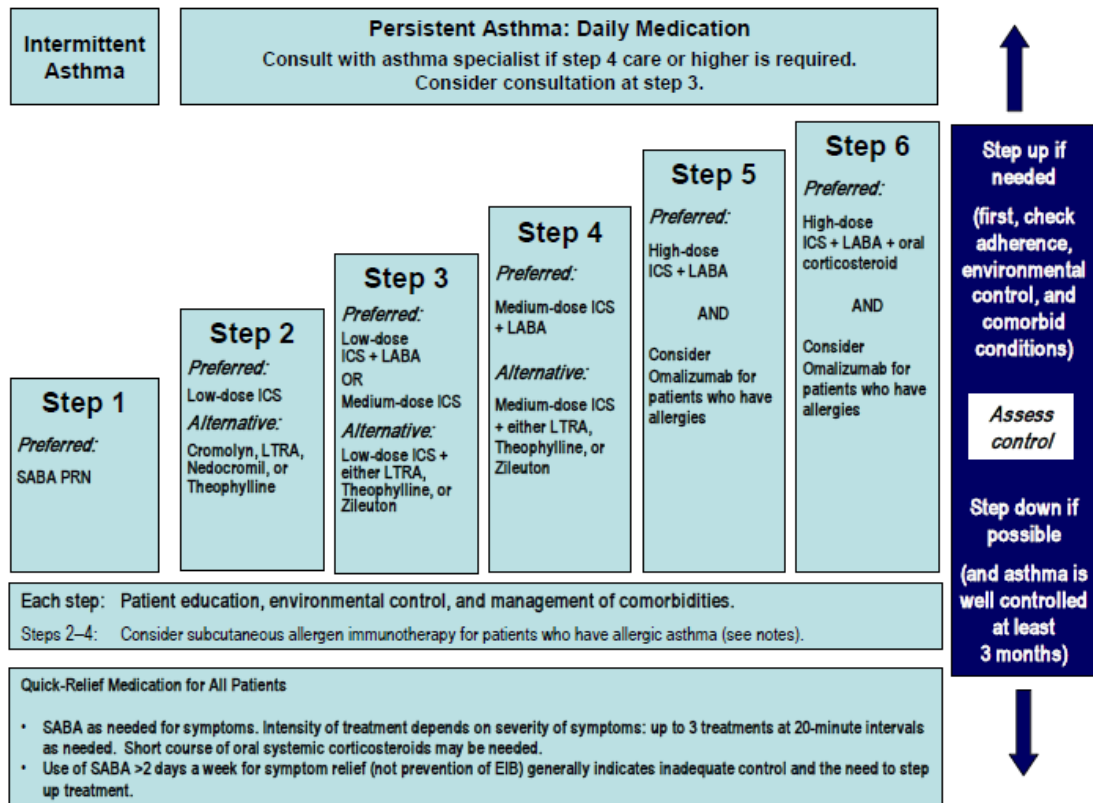 Intermittent
Asthma
Persistent Asthma: Daily Medication
Consult with asthma specialist if step 4 care or higher is required.
Consider consultation at step 3.
Step 1
Preferred:
SABA PRN
Step 2
Preferred:
Low-dose ICS
Alternative:
Cromolyn, LTRA,
Nedocromil, or
Theophylline
Step 3
Preferred:
Low-dose
ICS + LABA
OR
Medium-dose ICS
Alternative:
Low-dose ICS +
either LTRA,
Theophylline, or
Zileuton
Step 4
Preferred:
Medium-dose ICS
+ LABA
Alternative:
Medium-dose ICS
+ either LTRA,
Theophylline, or
Zileuton
Step 5
Preferred:
High-dose
ICS + LABA
AND
Consider
Omalizumab for
patients who have
allergies
Step 6
Preferred:
High-dose
ICS + LABA + oral
corticosteroid
AND
Consider
Omalizumab for
patients who have
allergies
Step up if
needed
(first, check
adherence,
environmental
control, and
comorbid
conditions)
Assess
control
Step down if
possible
(and asthma is
well controlled
at least
3 months)
Each step: Patient education, environmental control, and management of comorbidities.
Steps 2–4: Consider subcutaneous allergen immunotherapy for patients who have allergic asthma (see notes).
Quick-Relief Medication for All Patients
• SABA as needed for symptoms. Intensity of treatment depends on severity of symptoms: up to 3 treatments at 20-minute intervals
as needed. Short course of oral systemic corticosteroids may be needed.
• Use of SABA >2 days a week for symptom relief (not prevention of EIB) generally indicates inadequate control and the need to step
up treatment.